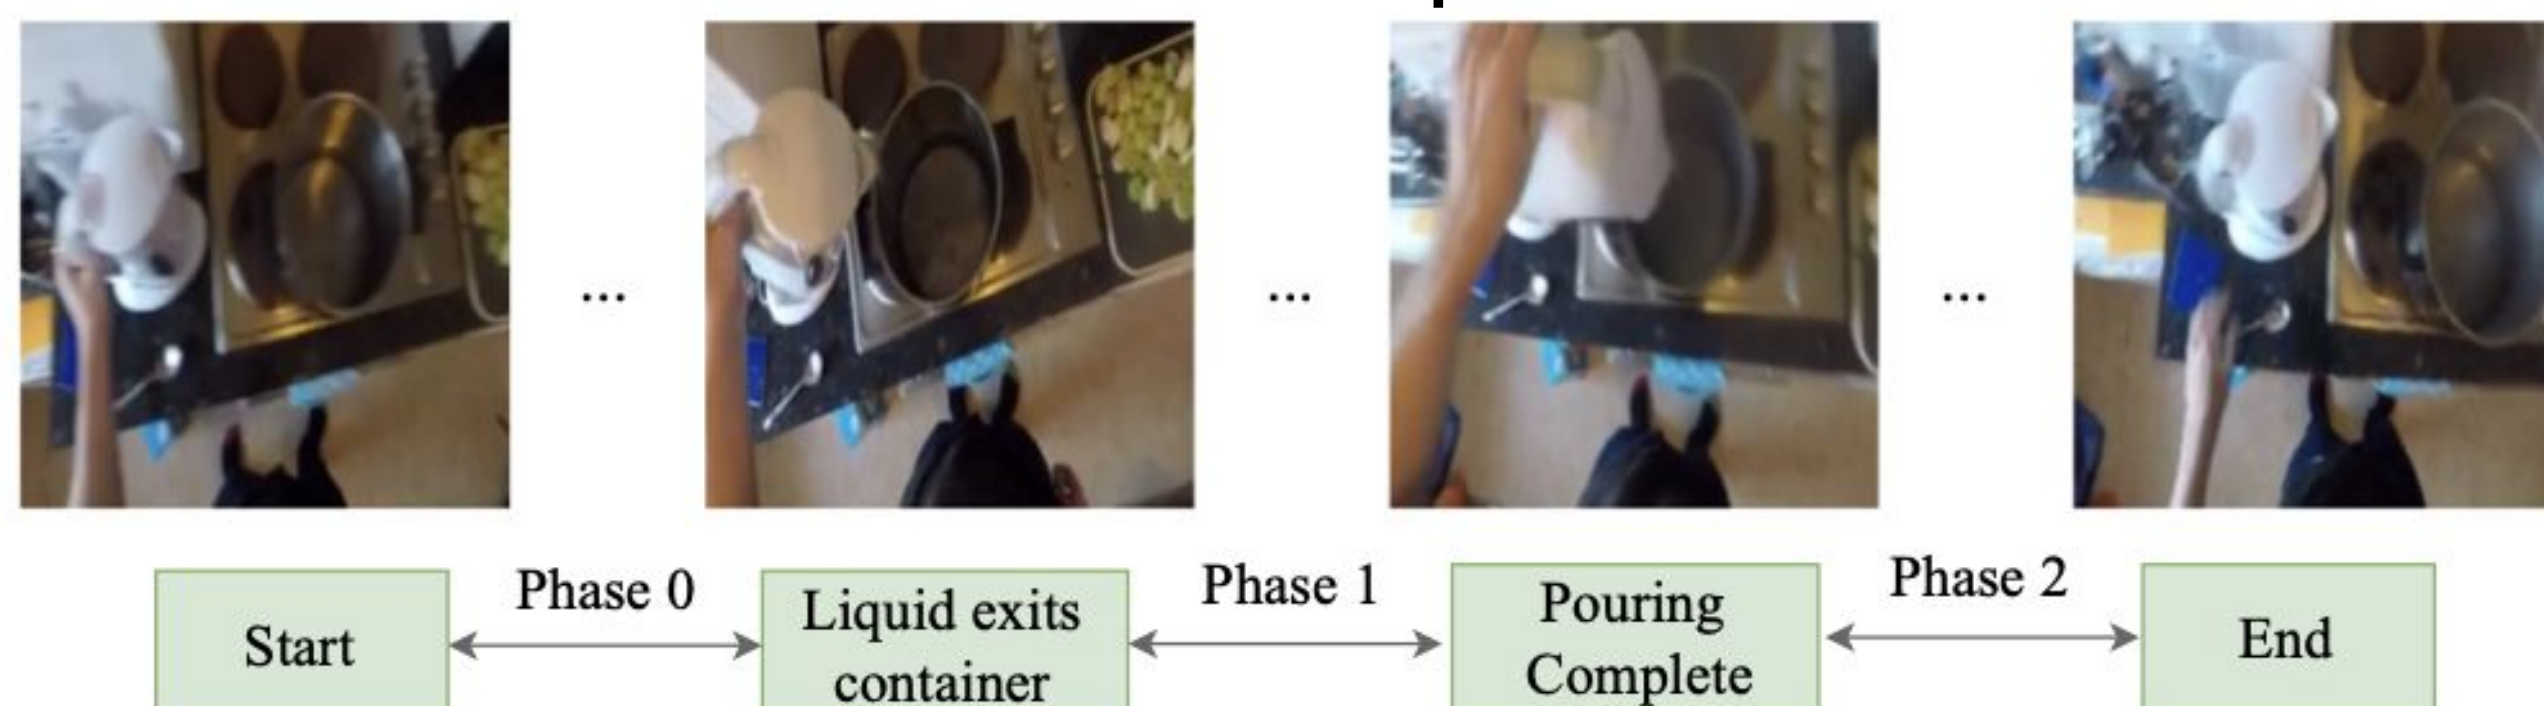 ...
...
...
Phase 0
Phase 1
Phase 2
Start
Liquid exits
container
Pouring
Complete
End